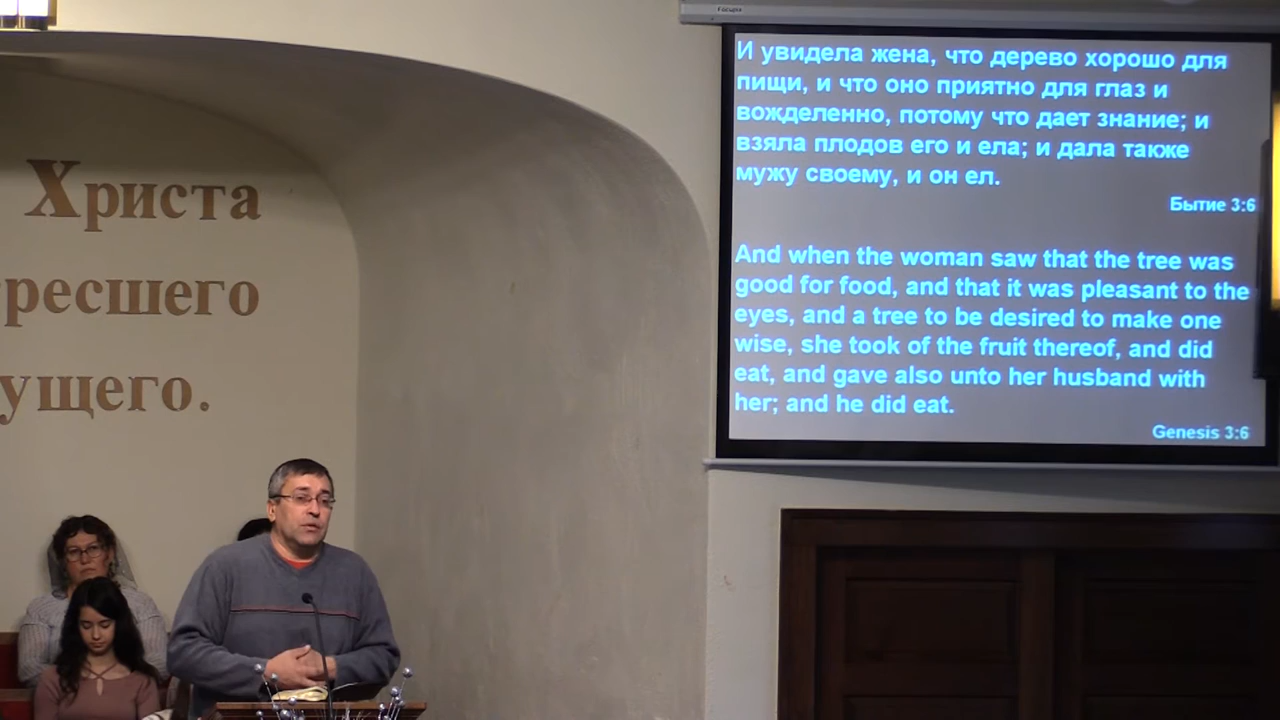 Христа
ресшего
ущего.
И увидела жена, что дерево хорошо для
пищи, и что оно приятно для глаз и
вожделенно, потому что дает знание; и
взяла плодов его и ела; и дала также
мужу своему, и он ел.
Бытие 3:6
And when the woman saw that the tree was
good for food, and that it was pleasant to the
eyes, and a tree to be desired to make one
wise, she took of the fruit thereof, and did
eat, and gave also unto her husband with
her; and he did eat.
Genesis 3:6